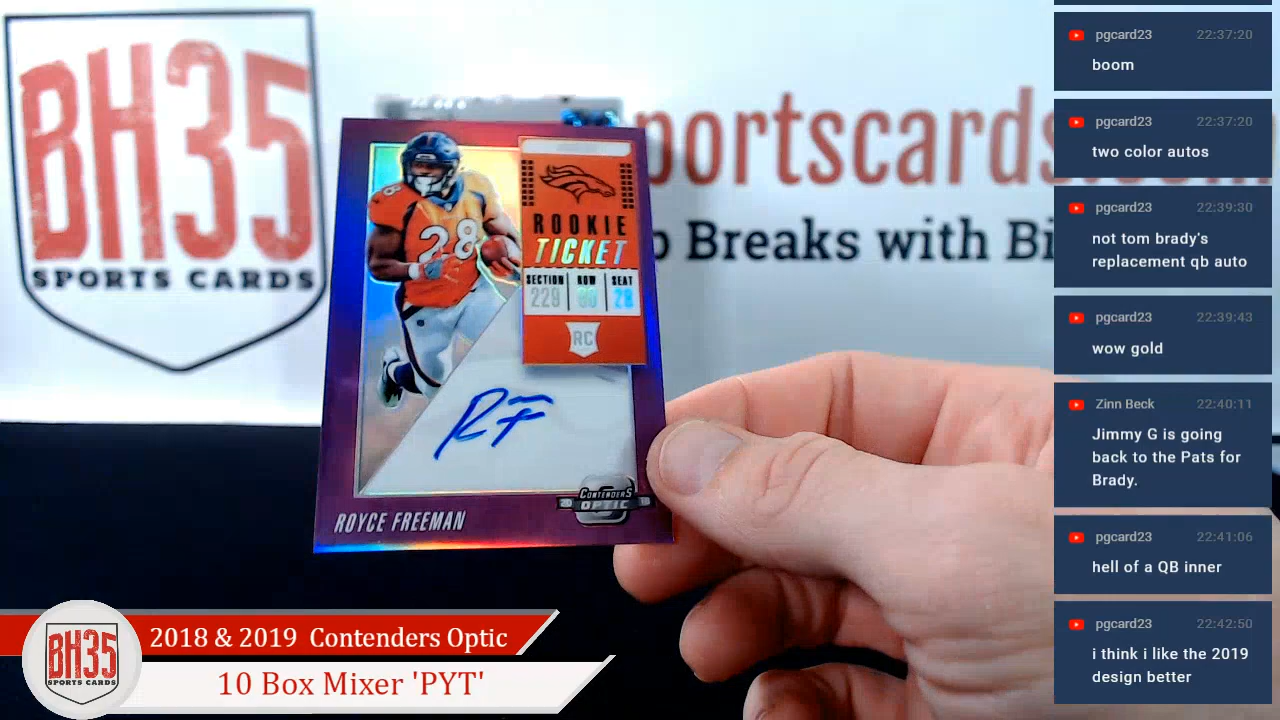 BH35
SPORTS CARDS
portscards.com
p Breaks with Bi
28
28
ROOKIE
TICKET
SECTION
ROW
SEAT
229
28
RC
CONTENDERS
OPTIC
ROYCE FREEMAN
2018 & 2019 Contenders Optic
10 Box Mixer 'PYT'
BH35
SPORTS CARDS
pgcard23 22:37:20
boom
pgcard23 22:37:20
two color autos
pgcard23 22:39:30
not tom brady's
replacement qb auto
pgcard23 22:39:43
wow gold
Zinn Beck 22:40:11
Jimmy G is going
back to the Pats for
Brady.
pgcard23 22:41:06
hell of a QB inner
pgcard23 22:42:50
i think i like the 2019
design better